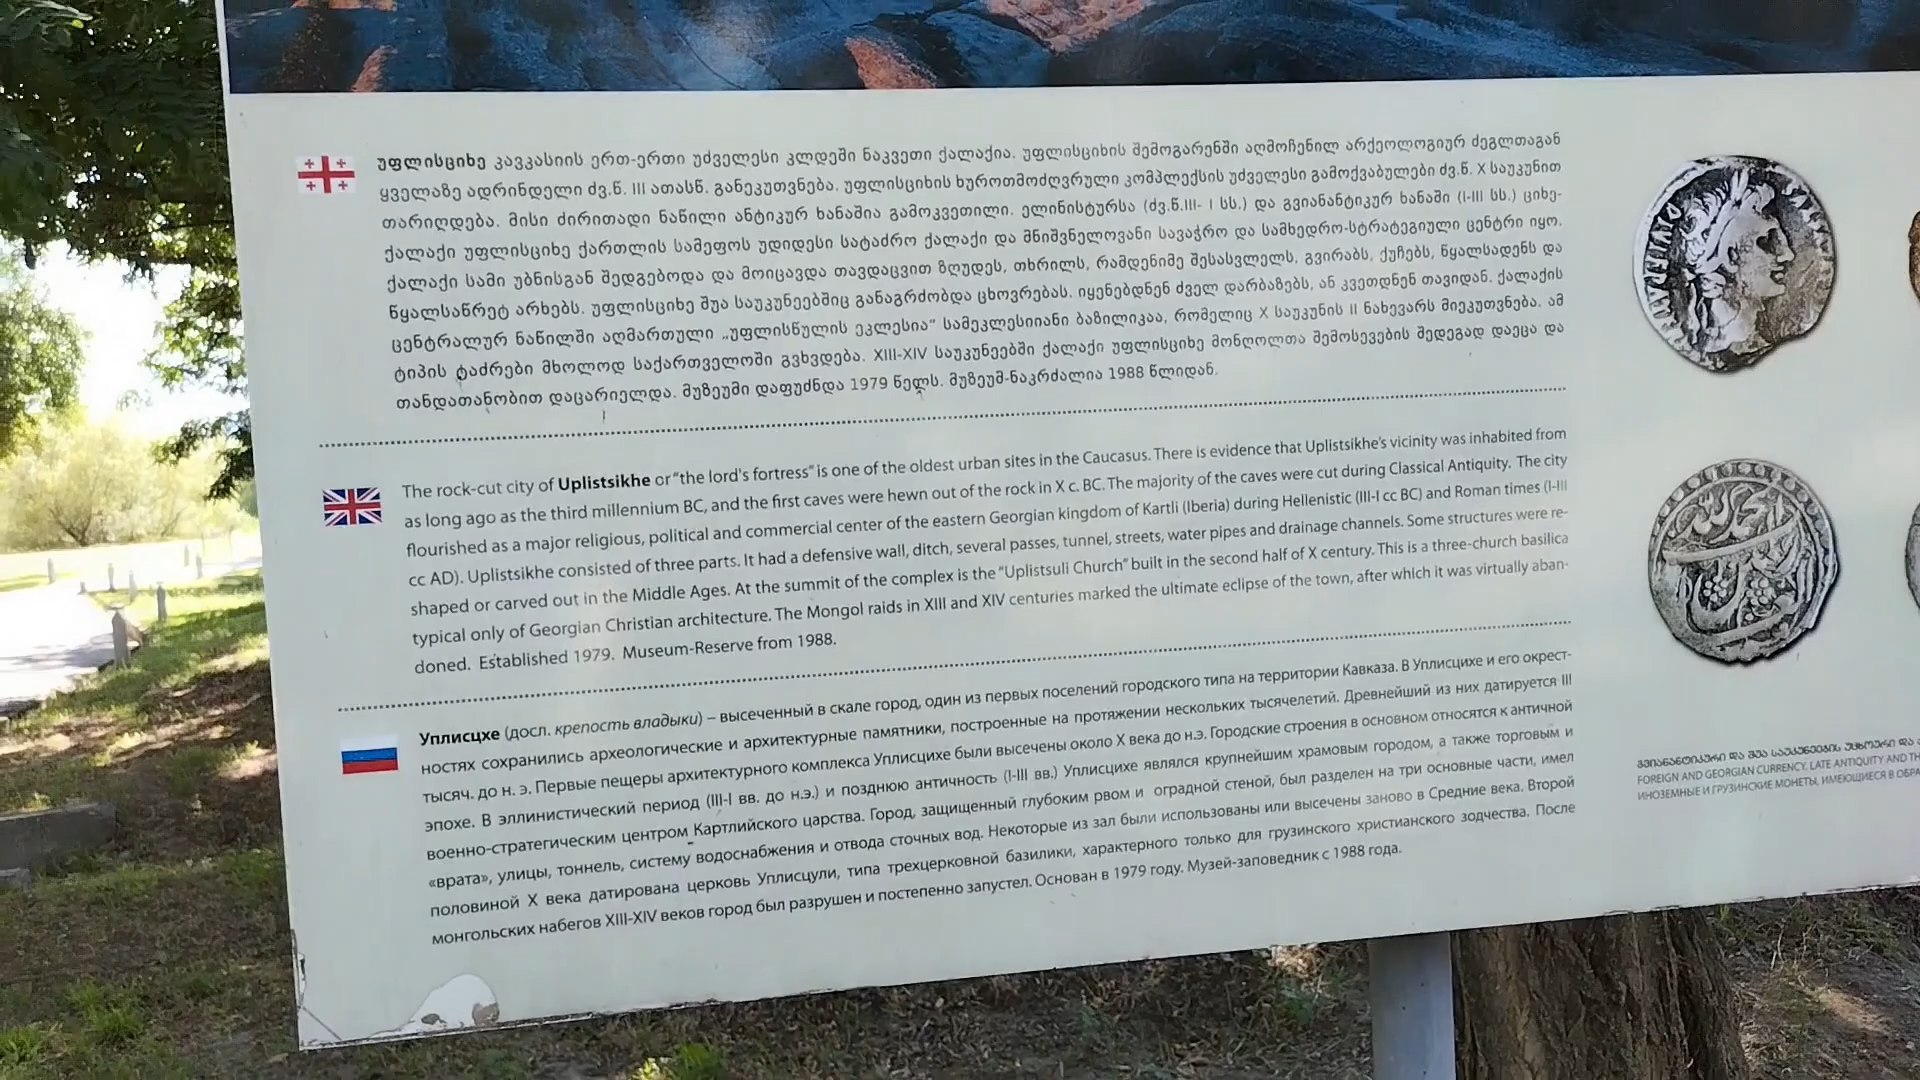 უფლისციხე კავკასიის ერთ-ერთი უძველესი კლდეში ნაკვეთი ქალაქია. უფლისციხის შემოგარენში აღმოჩენილ არქეოლოგიურ ძეგლთაგან
ყველაზე ადრინდელი ძვ.წ. III ათასწ. განეკუთვნება. უფლისციხის ხუროთმოძღვრული კომპლექსის უძველესი გამოქვაბულები ძვ.წ. X საუკუნით
თარიღდება. მისი ძირითადი ნაწილი ანტიკურ ხანაშია გამოკვეთილი. ელინისტურსა (ძვ.წ.III- I სს.) და გვიანანტიკურ ხანაში (I-III სს.) ციხე-
ქალაქი უფლისციხე ქართლის სამეფოს უდიდესი სატაძრო ქალაქი და მნიშვნელოვანი სავაჭრო და სამხედრო-სტრატეგიული ცენტრი იყო.
ქალაქი სამი უბნისგან შედგებოდა და მოიცავდა თავდაცვით ზღუდეს, თხრილს, რამდენიმე შესასვლელს, გვირაბს, ქუჩებს, წყალსადენს და
წყალსაწრეტ არხებს. უფლისციხე შუა საუკუნეებშიც განაგრძობდა ცხოვრებას. იყენებდნენ ძველ დარბაზებს, ან კვეთდნენ თავიდან. ქალაქის
ცენტრალურ ნაწილში აღმართული „უფლისწულის ეკლესია“ სამეკლესიიანი ბაზილიკაა, რომელიც X საუკუნის II ნახევარს მიეკუთვნება. ამ
ტიპის ტაძრები მხოლოდ საქართველოში გვხვდება. XIII-XIV საუკუნეებში ქალაქი უფლისციხე მონღოლთა შემოსევების შედეგად დაეცა და
თანდათანობით დაცარიელდა. მუზეუმი დაფუძნდა 1979 წელს. მუზეუმ-ნაკრძალია 1988 წლიდან.
The rock-cut city of Uplistsikhe or “the lord's fortress” is one of the oldest urban sites in the Caucasus. There is evidence that Uplistsikhe's vicinity was inhabited from
as long ago as the third millennium BC, and the first caves were hewn out of the rock in X c. BC. The majority of the caves were cut during Classical Antiquity. The city
flourished as a major religious, political and commercial center of the eastern Georgian kingdom of Kartli (Iberia) during Hellenistic (III-I cc BC) and Roman times (I-III
cc AD). Uplistsikhe consisted of three parts. It had a defensive wall, ditch, several passes, tunnel, streets, water pipes and drainage channels. Some structures were re-
shaped or carved out in the Middle Ages. At the summit of the complex is the “Uplistsuli Church” built in the second half of X century. This is a three-church basilica
typical only of Georgian Christian architecture. The Mongol raids in XIII and XIV centuries marked the ultimate eclipse of the town, after which it was virtually aban-
doned. Established 1979. Museum-Reserve from 1988.
Уплисцхе (досл. крепость владыки) – высеченный в скале город, один из первых поселений городского типа на территории Кавказа. В Уплисцихе и его окрест-
ностях сохранились археологические и архитектурные памятники, построенные на протяжении нескольких тысячелетий. Древнейший из них датируется III
тысяч. до н. э. Первые пещеры архитектурного комплекса Уплисцихе были высечены около X века до н.э. Городские строения в основном относятся к античной
эпохе. В эллинистический период (III-I вв. до н.э.) и позднюю античность (I-III вв.) Уплисцихе являлся крупнейшим храмовым городом, а также торговым и
военно-стратегическим центром Картлийского царства. Город, защищенный глубоким рвом и оградной стеной, был разделен на три основные части, имел
«врата», улицы, тоннель, систему водоснабжения и отвода сточных вод. Некоторые из зал были использованы или высечены заново в Средние века. Второй
половиной X века датирована церковь Уплисцули, типа трехцерковной базилики, характерного только для грузинского христианского зодчества. После
монгольских набегов XIII-XIV веков город был разрушен и постепенно запустел. Основан в 1979 году. Музей-заповедник с 1988 года.
გვიანანტიკური და შუა საუკუნეების უცხოური და
FOREIGN AND GEORGIAN CURRENCY, LATE ANTIQUITY AND TH
ИНОЗЕМНЫЕ И ГРУЗИНСКИЕ МОНЕТЫ, ИМЕЮЩИЕСЯ В ОБРА